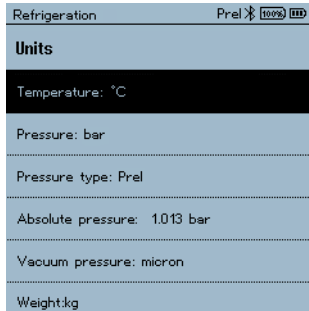 Refrigeration Prel 100%
Units
Temperature: °C
Pressure: bar
Pressure type: Prel
Absolute pressure: 1.013 bar
Vacuum pressure: micron
Weight:kg